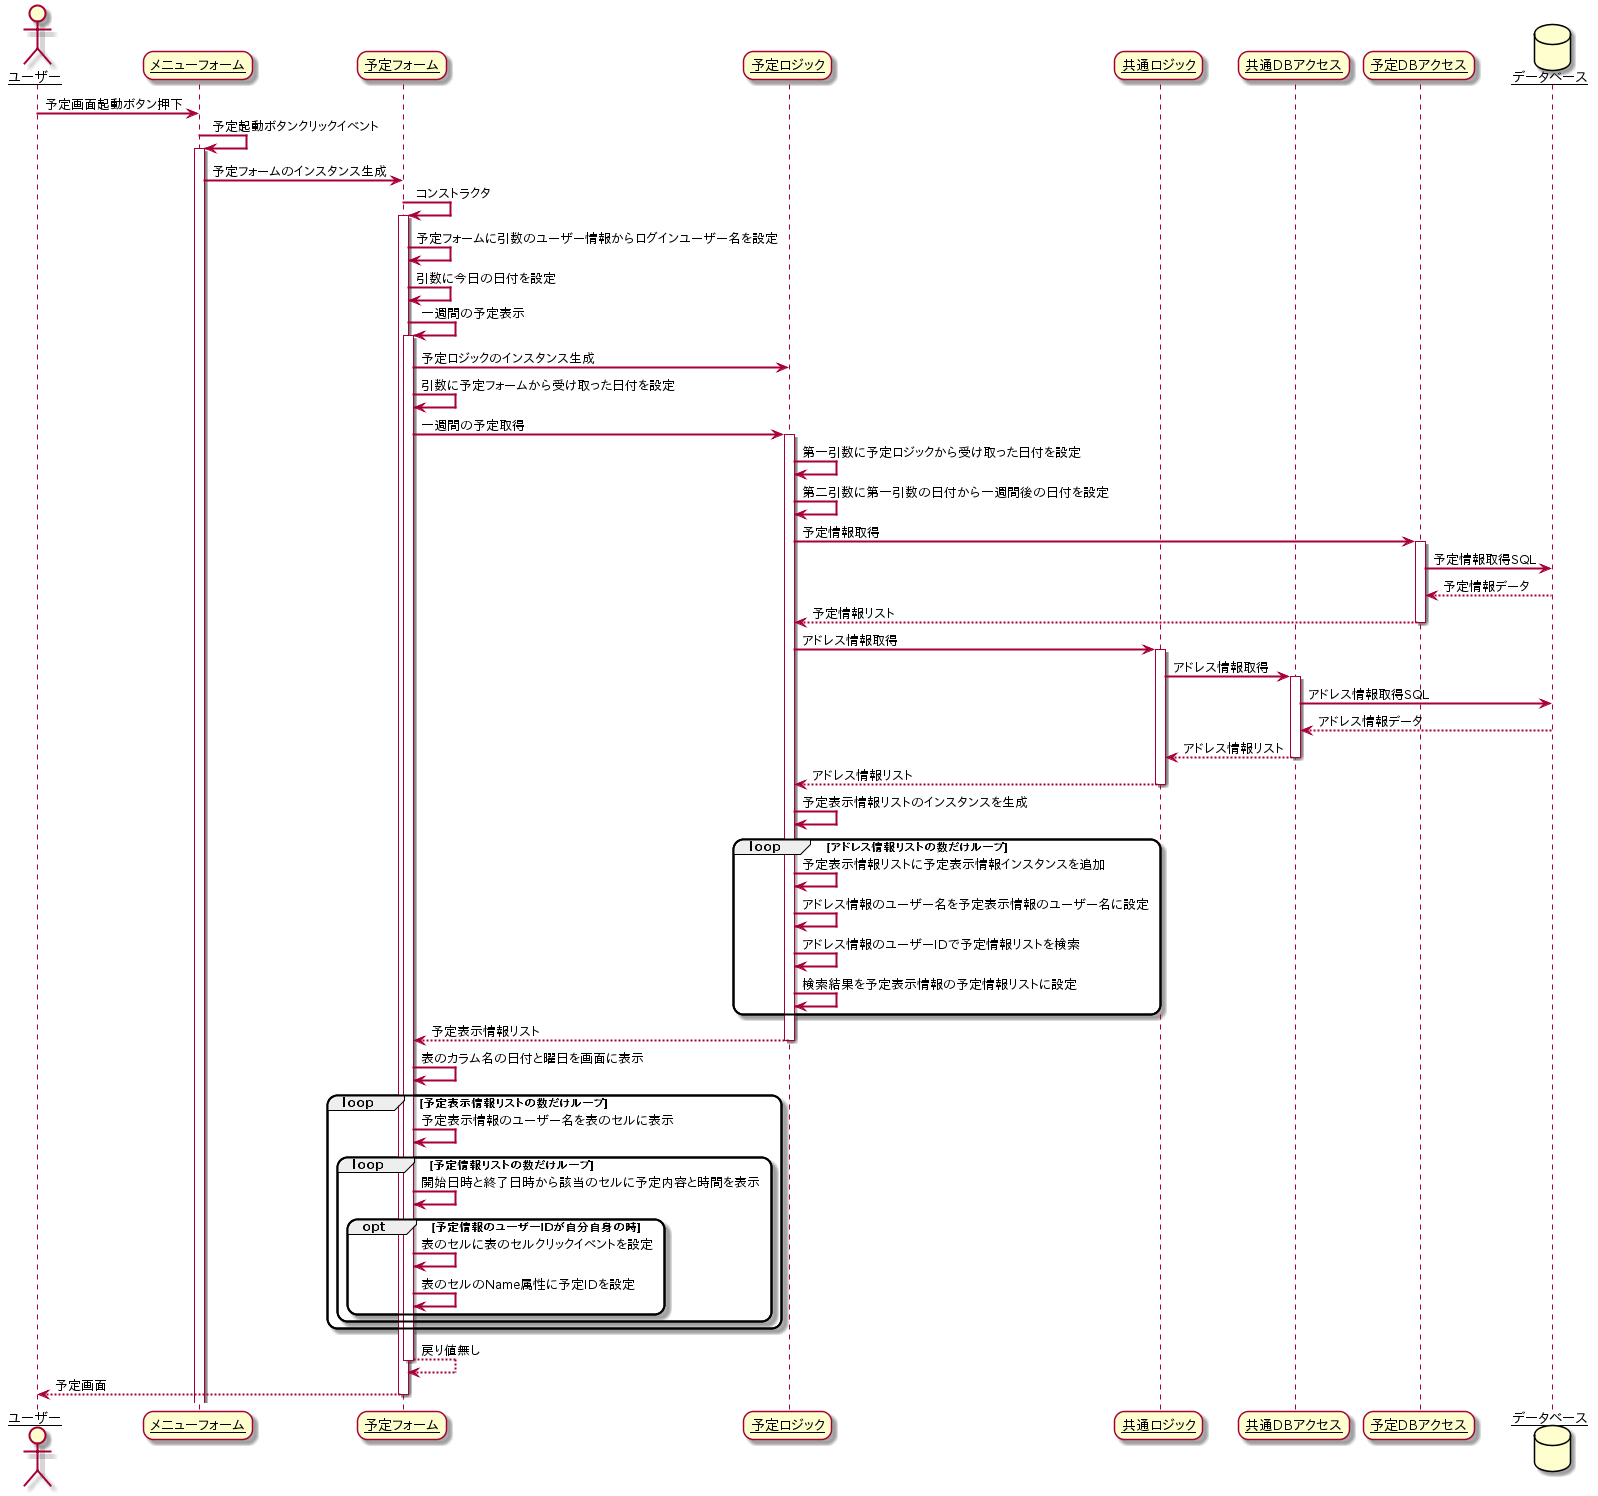 ユーザー
メニューフォーム
予定フォーム
予定ロジック
共通ロジック
共通DBアクセス
予定DBアクセス
データベース
予定画面起動ボタン押下
予定起動ボタンクリックイベント
予定フォームのインスタンス生成
コンストラクタ
予定フォームに引数のユーザー情報からログインユーザー名を設定
引数に今日の日付を設定
一週間の予定表示
予定ロジックのインスタンス生成
引数に予定フォームから受け取った日付を設定
一週間の予定取得
第一引数に予定ロジックから受け取った日付を設定
第二引数に第一引数の日付から一週間後の日付を設定
予定情報取得
予定情報取得SQL
予定情報データ
予定情報リスト
アドレス情報取得
アドレス情報取得
アドレス情報取得SQL
アドレス情報データ
アドレス情報リスト
アドレス情報リスト
予定表示情報リストのインスタンスを生成
loop [アドレス情報リストの数だけループ]
予定表示情報リストに予定表示情報インスタンスを追加
アドレス情報のユーザー名を予定表示情報のユーザー名に設定
アドレス情報のユーザーIDで予定情報リストを検索
検索結果を予定表示情報の予定情報リストに設定
予定表示情報リスト
表のカラム名の日付と曜日を画面に表示
loop [予定表示情報リストの数だけループ]
予定表示情報のユーザー名を表のセルに表示
loop [予定情報リストの数だけループ]
開始日時と終了日時から該当のセルに予定内容と時間を表示
opt [予定情報のユーザーIDが自分自身の時]
表のセルに表のセルクリックイベントを設定
表のセルのName属性に予定IDを設定
戻り値無し
予定画面
ユーザー
メニューフォーム
予定フォーム
予定ロジック
共通ロジック
共通DBアクセス
予定DBアクセス
データベース